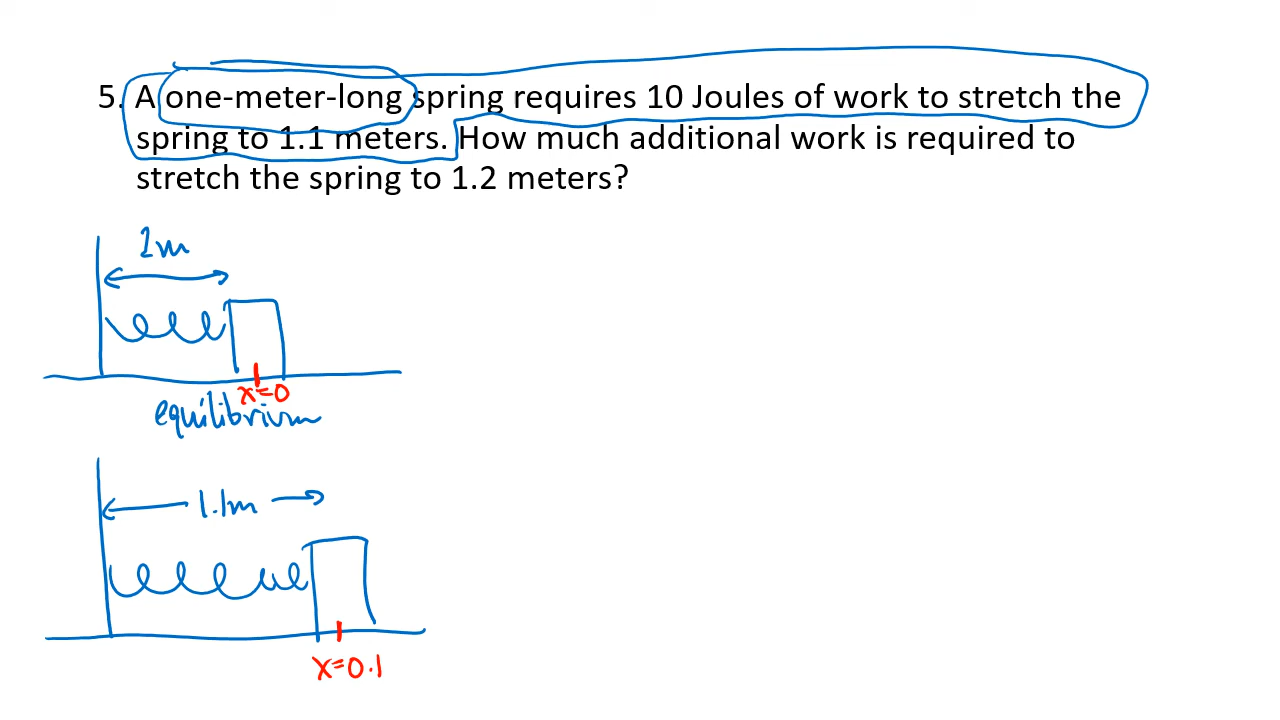 5. A one-meter-long spring requires 10 Joules of work to stretch the
spring to 1.1 meters. How much additional work is required to
stretch the spring to 1.2 meters?
1m
x=0
equilibrium
1.1m
x=0.1